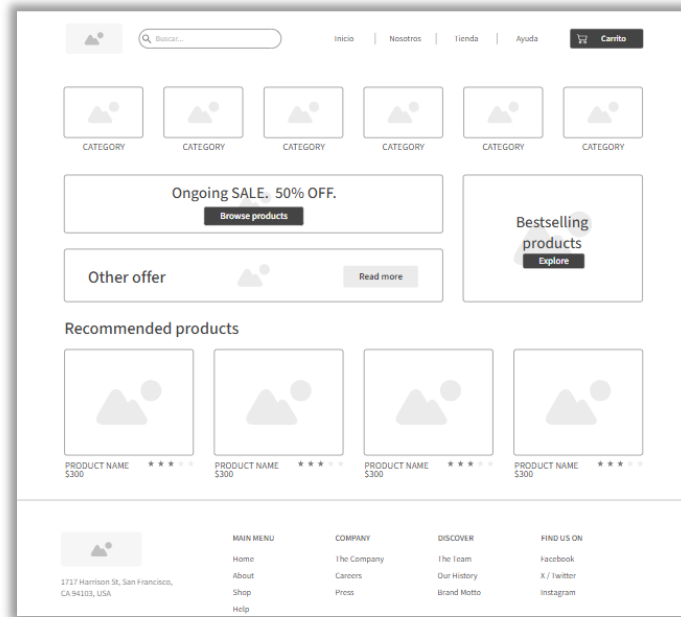 Buscar...
Inicio | Nosotros | Tienda | Ayuda
Carrito
CATEGORY CATEGORY CATEGORY CATEGORY CATEGORY CATEGORY
Ongoing SALE. 50% OFF.
Browse products
Bestselling
products
Explore
Other offer
Read more
Recommended products
PRODUCT NAME ★★★★★ PRODUCT NAME ★★★★★ PRODUCT NAME ★★★★★ PRODUCT NAME ★★★★★
$300 $300 $300 $300
1717 Harrison St, San Francisco,
CA 94103, USA
MAIN MENU
Home
About
Shop
Help
COMPANY
The Company
Careers
Press
DISCOVER
The Team
Our History
Brand Motto
FIND US ON
Facebook
X / Twitter
Instagram